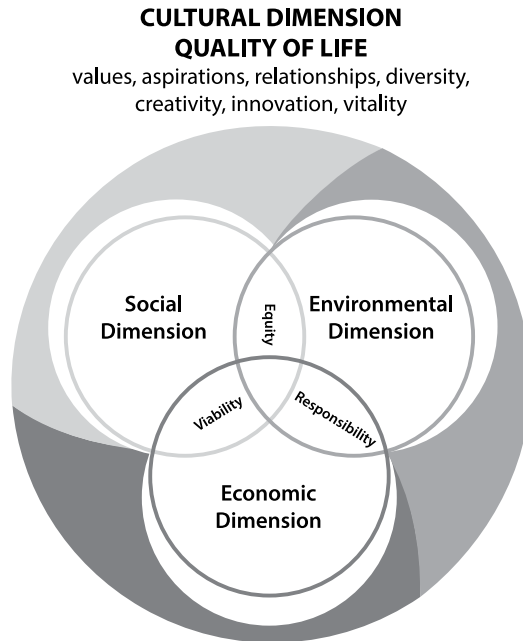 CULTURAL DIMENSION
QUALITY OF LIFE
values, aspirations, relationships, diversity,
creativity, innovation, vitality
Social
Dimension
Equity
Environmental
Dimension
Viability
Responsibility
Economic
Dimension